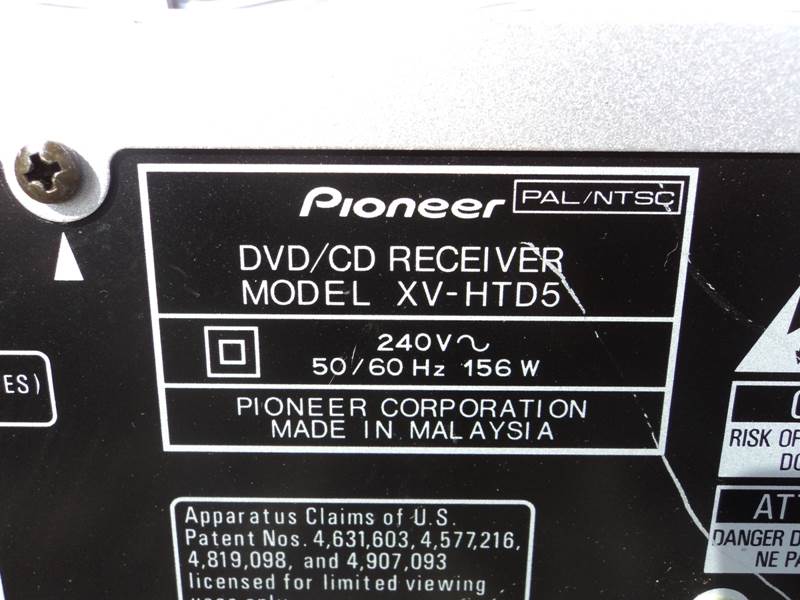 Pioneer PAL/NTSC
DVD/CD RECEIVER
MODEL XV-HTD5
240V~
50/60 Hz 156 W
PIONEER CORPORATION
MADE IN MALAYSIA
ES)
RISK OF
DO
ATT
DANGER D
NE PA
Apparatus Claims of U.S.
Patent Nos. 4,631,603, 4,577,216,
4,819,098, and 4,907,093
licensed for limited viewing